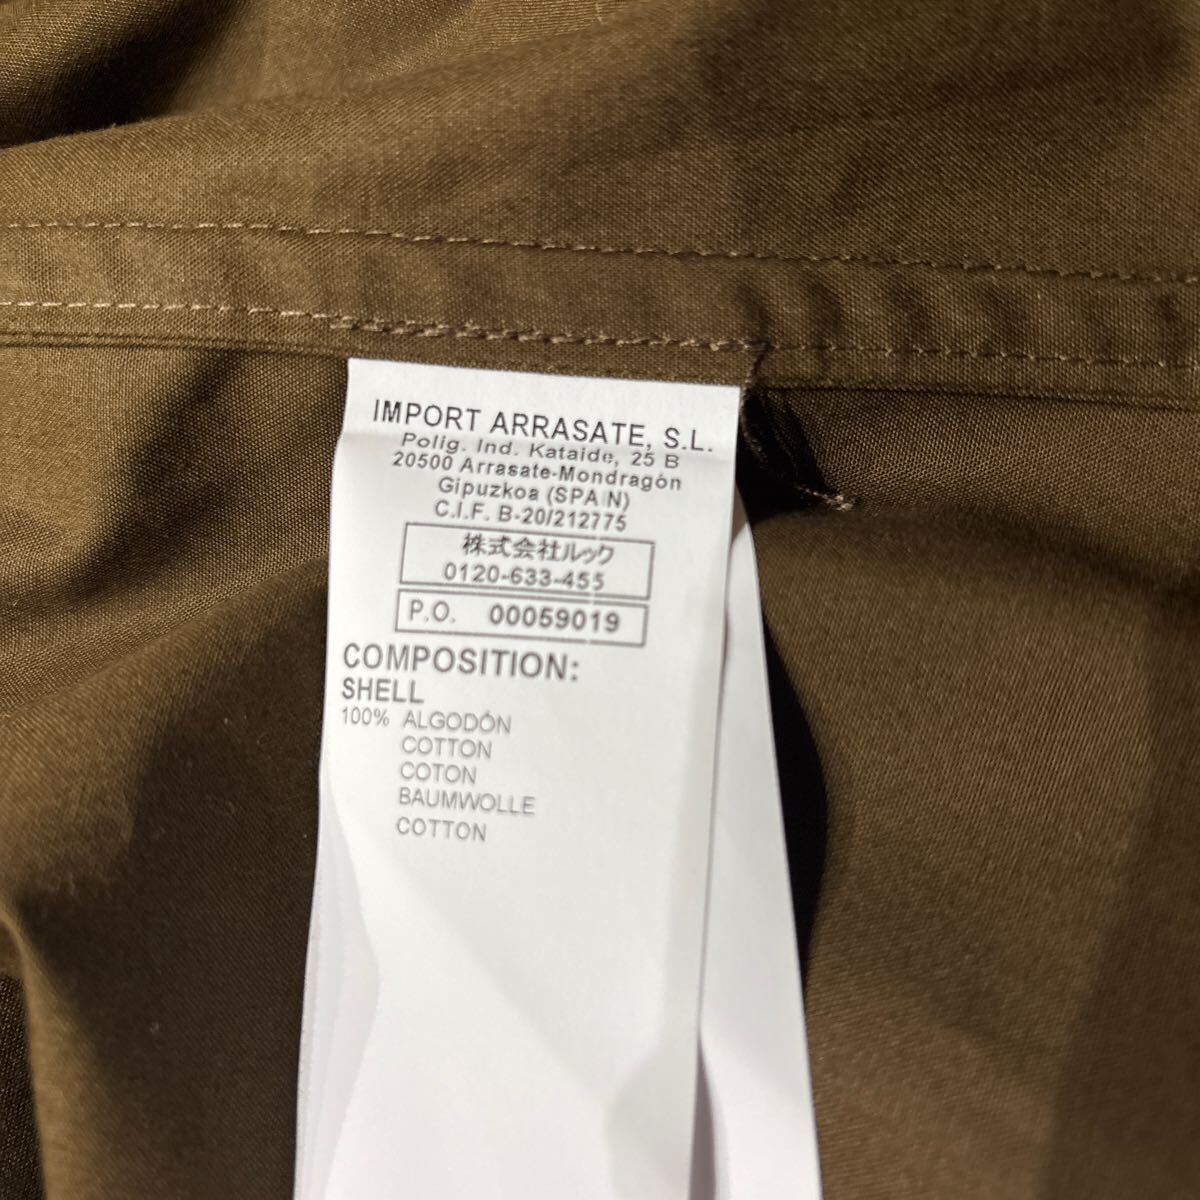 IMPORT ARRASATE, S.L.
Polig. Ind. Kataide, 25 B
20500 Arrasate-Mondragón
Gipuzkoa (SPAIN)
C.I.F. B-20/212775
株式会社ルック
0120-633-455
P.O. 00059019
COMPOSITION:
SHELL
100% ALGODÓN
COTTON
COTON
BAUMWOLLE
COTTON